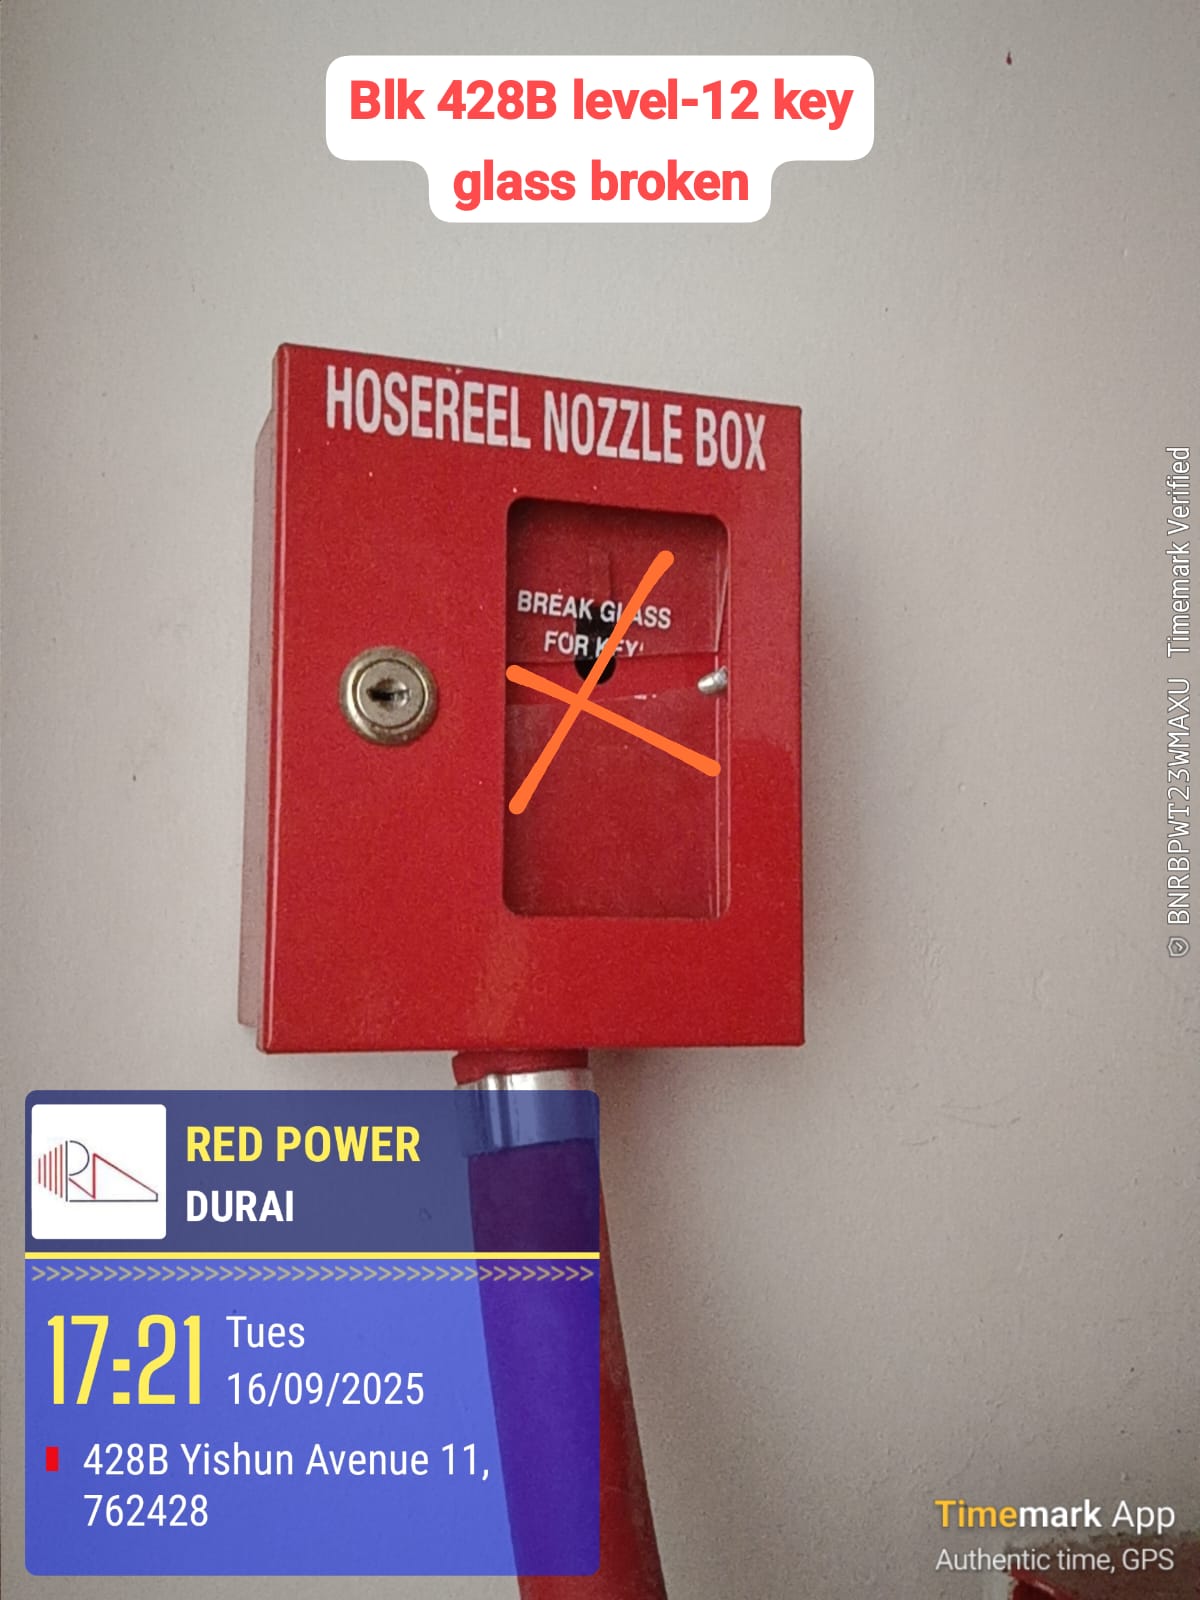 Blk 428B level-12 key
glass broken
HOSEREEL NOZZLE BOX
BREAK GLASS
FOR KEY
RED POWER
DURAI
>>>>>>>>>>>>>>>>>>>>>>>>>>>>>>>>>>>>>>>
17:21
Tues
16/09/2025
428B Yishun Avenue 11,
762428
Timemark App
Authentic time, GPS
BNRBPWI23WMAXU Timemark Verified